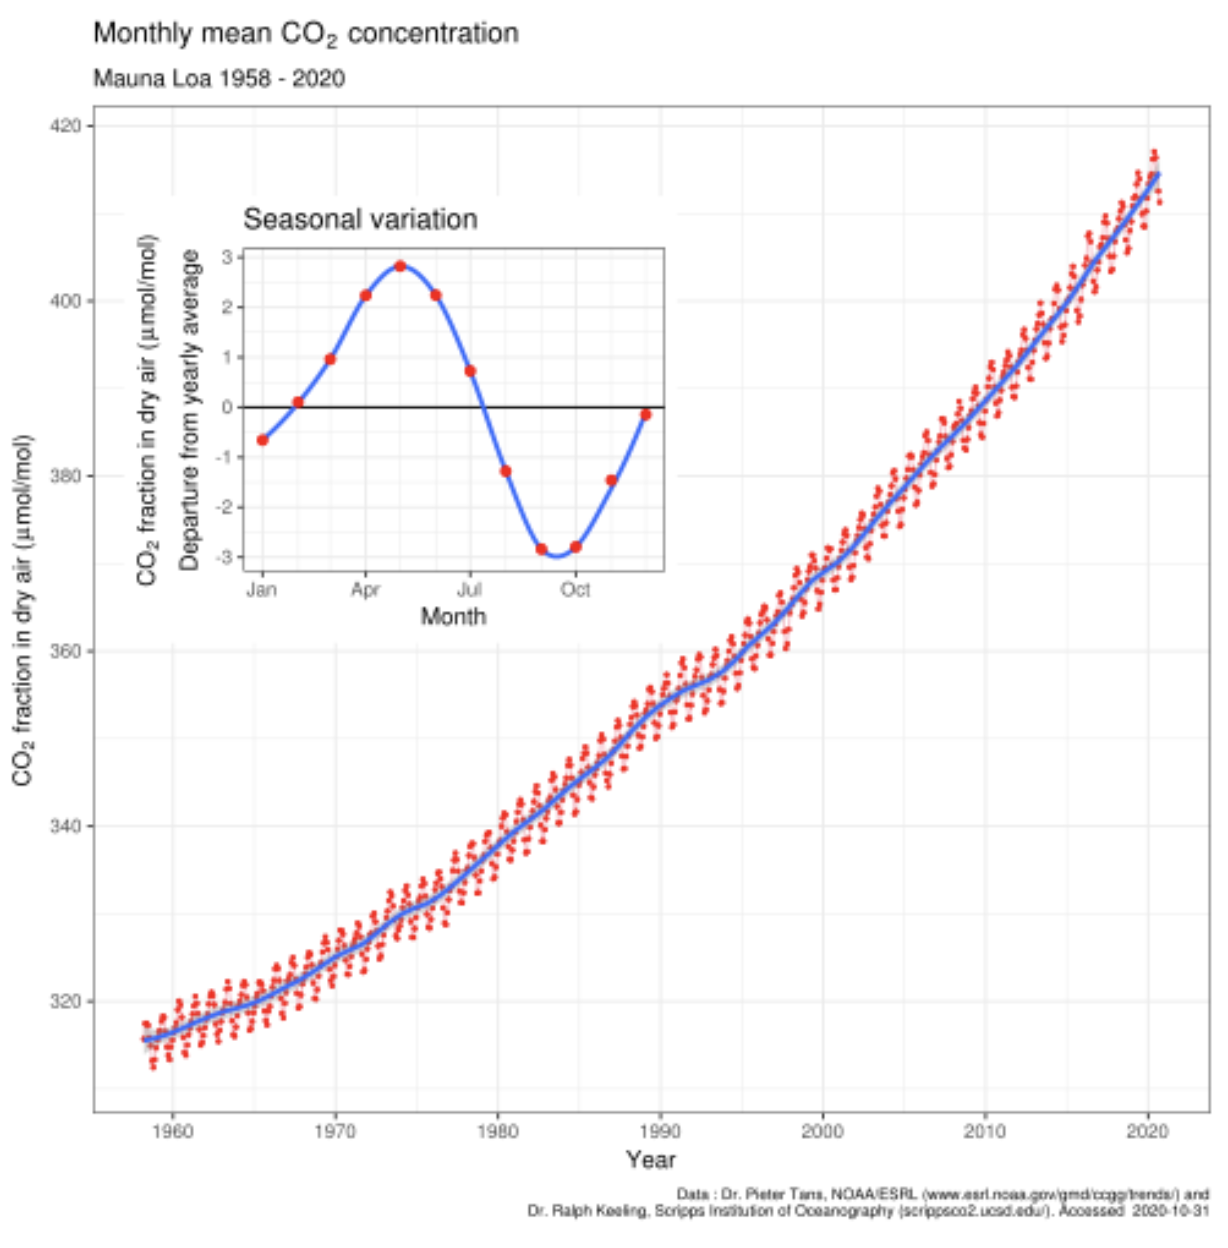 Monthly mean CO₂ concentration
Mauna Loa 1958 - 2020
420
400
380
360
340
320
CO₂ fraction in dry air (μmol/mol)
Seasonal variation
CO₂ fraction in dry air (μmol/mol)
Departure from yearly average
3
2
1
0
-1
-2
-3
Jan Apr Jul Oct
Month
1960 1970 1980 1990 2000 2010 2020
Year
Data : Dr. Pieter Tans, NOAA/ESRL (www.esrl.noaa.gov/gmd/ccgg/trends/) and
Dr. Ralph Keeling, Scripps Institution of Oceanography (scrippsco2.ucsd.edu/). Accessed 2020-10-31